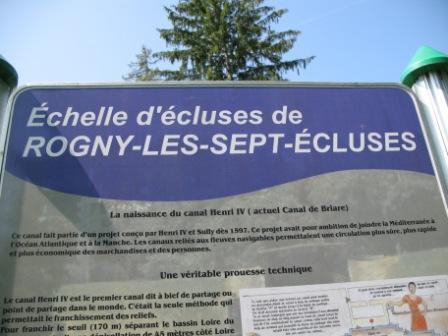 Échelle d'écluses de
ROGNY-LES-SEPT-ÉCLUSES
La naissance du canal Henri IV ( actuel Canal de Briare)
Ce canal fait partie d'un projet conçu par Henri IV et Sully dès 1597. Ce projet avait pour ambition de joindre la Méditerranée à
l'Océan Atlantique et à la Manche. Les canaux reliés aux fleuves navigables permettaient une circulation plus sûre, plus rapide
et plus économique des marchandises et des personnes.
Une véritable prouesse technique
Le canal Henri IV est le premier canal dit à bief de partage ou
point de partage dans le monde. C'était la seule méthode qui
permettait le franchissement des reliefs.
Pour franchir le seuil (170 m) séparant le bassin Loire du
de 45 mètres côté Loire